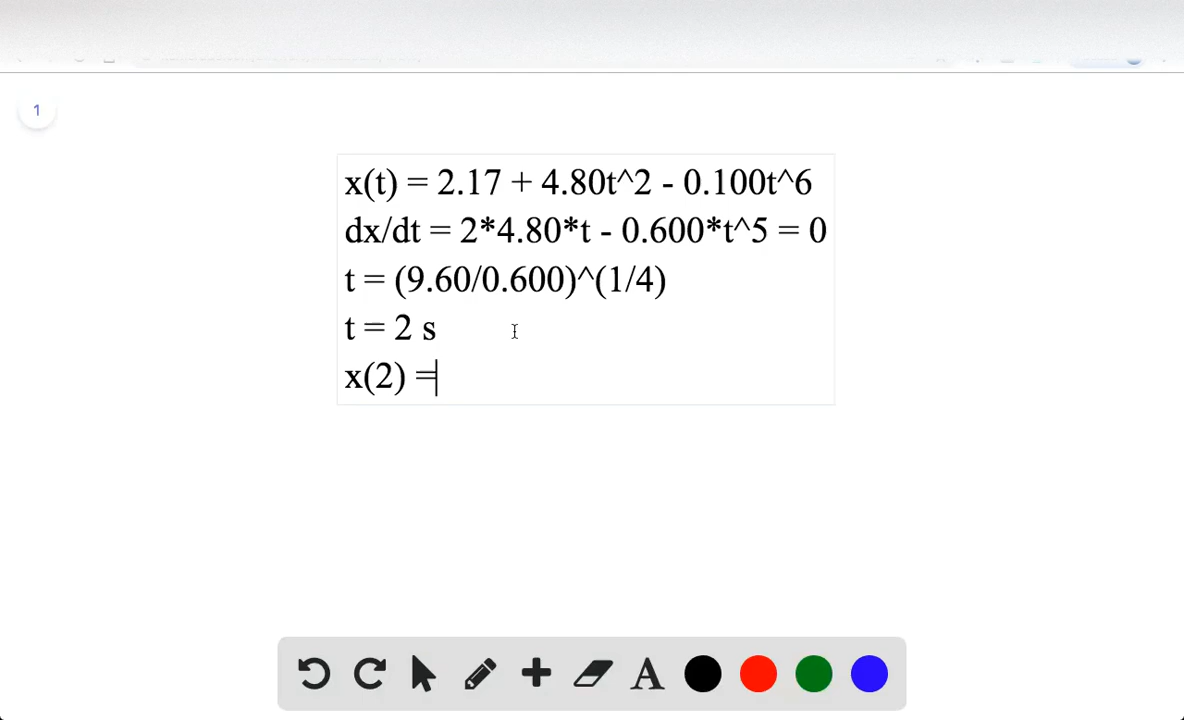 1
x(t) = 2.17 + 4.80t^2 - 0.100t^6
dx/dt = 2*4.80*t - 0.600*t^5 = 0
t = (9.60/0.600)^(1/4)
t = 2 s
x(2) =
A